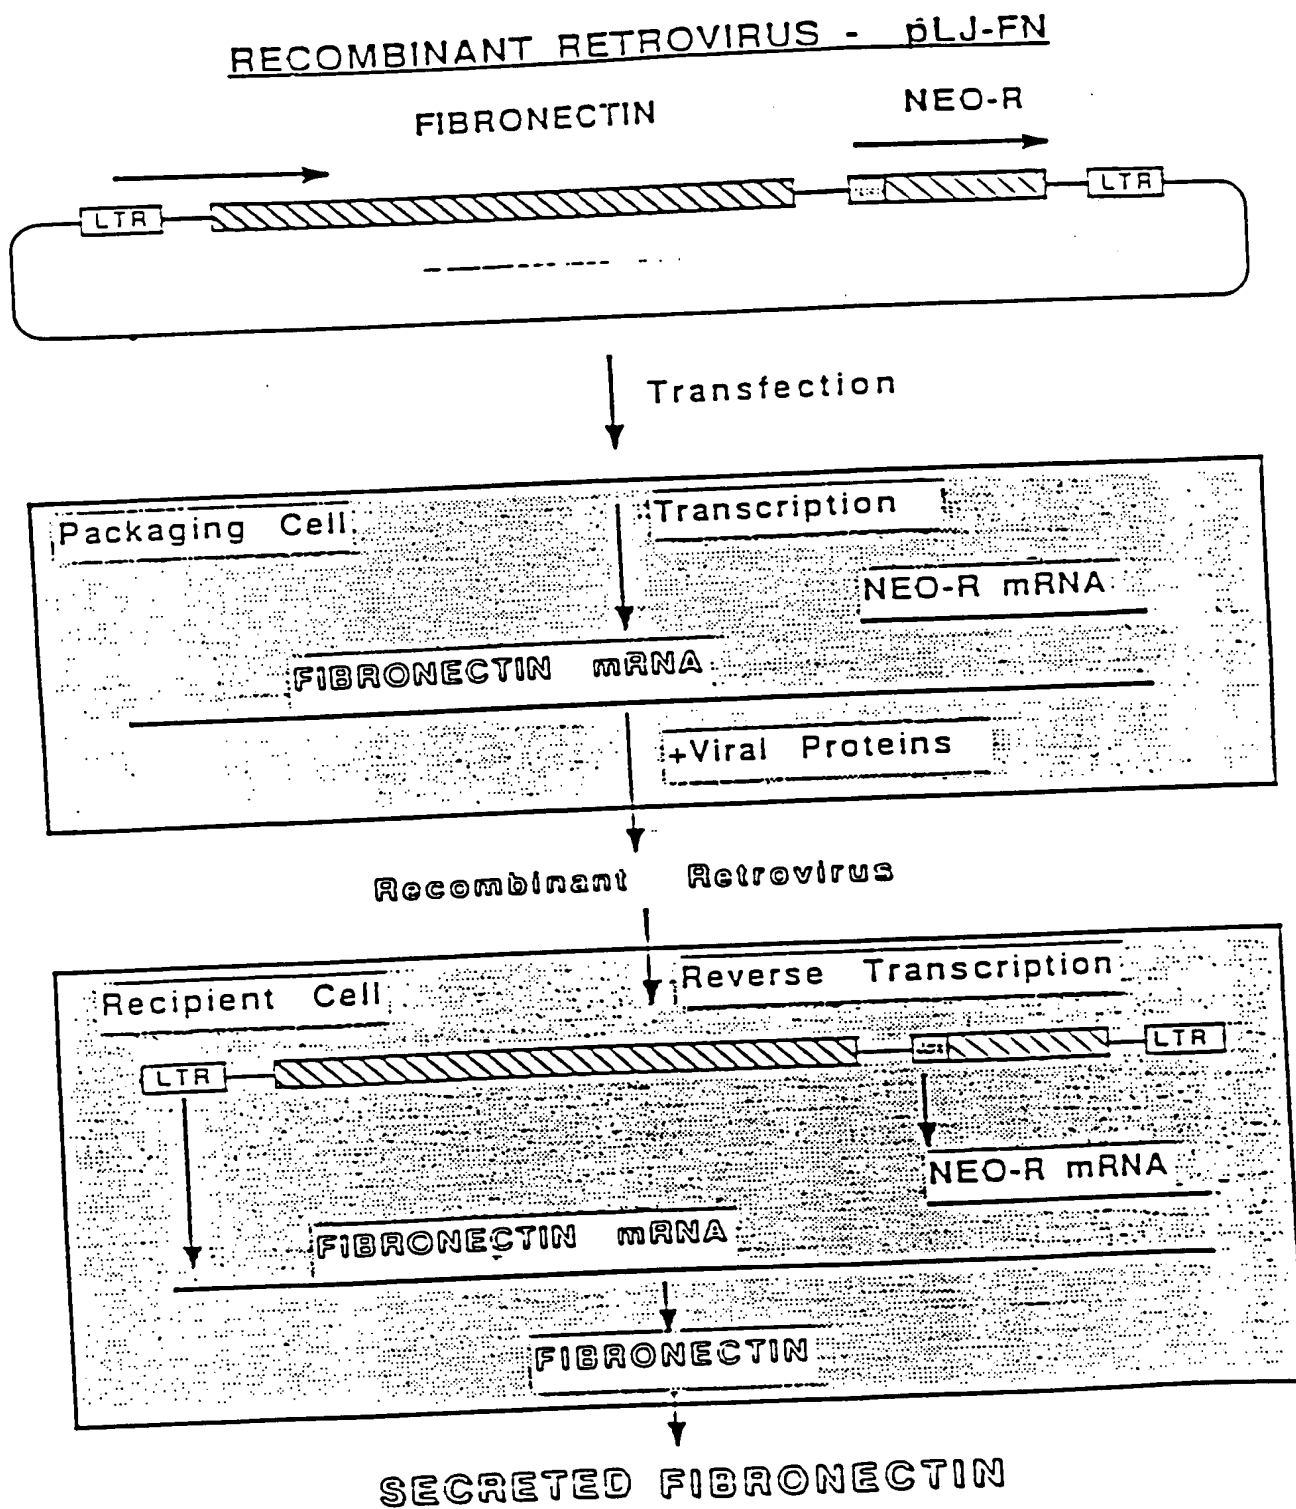 RECOMBINANT RETROVIRUS - pLJ-FN
FIBRONECTIN NEO-R
LTR LTR
Transfection
Packaging Cell Transcription
NEO-R mRNA
FIBRONECTIN mRNA
+Viral Proteins
Recombinant Retrovirus
Recipient Cell Reverse Transcription
LTR LTR
NEO-R mRNA
FIBRONECTIN mRNA
FIBRONECTIN
SECRETED FIBRONECTIN